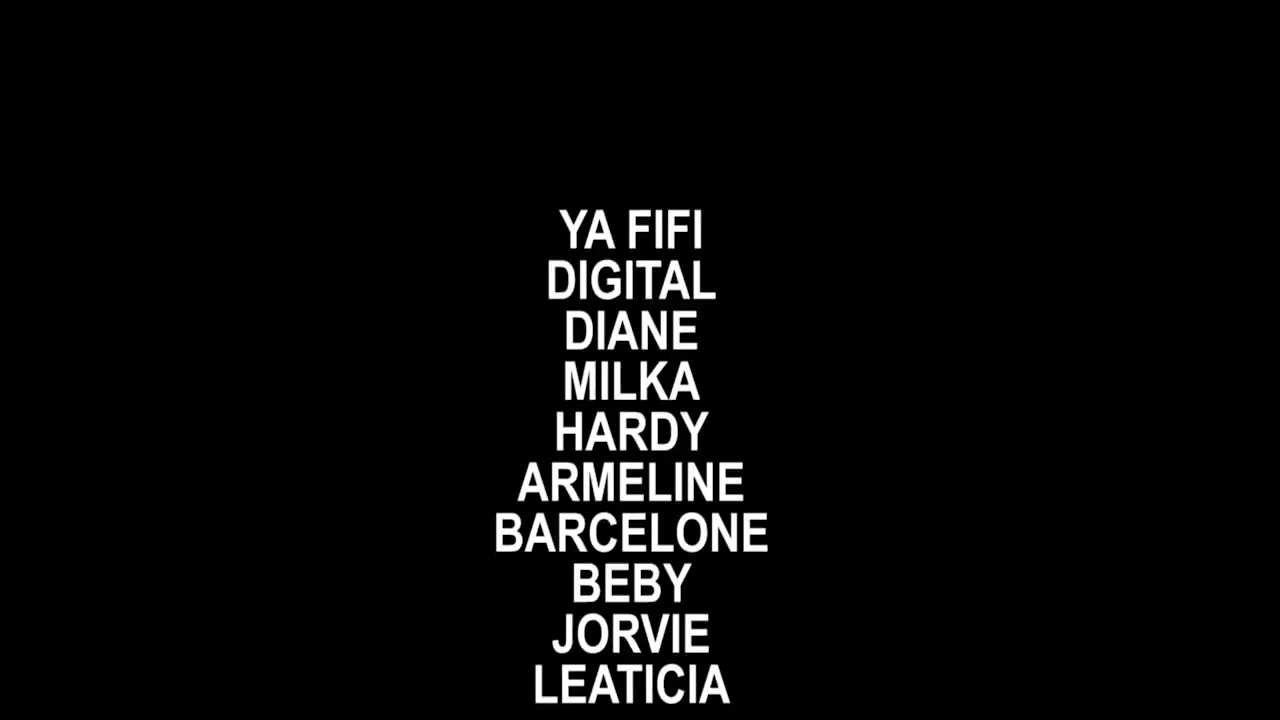 YA FIFI
DIGITAL
DIANE
MILKA
HARDY
ARMELINE
BARCELONE
BEBY
JORVIE
LEATICIA